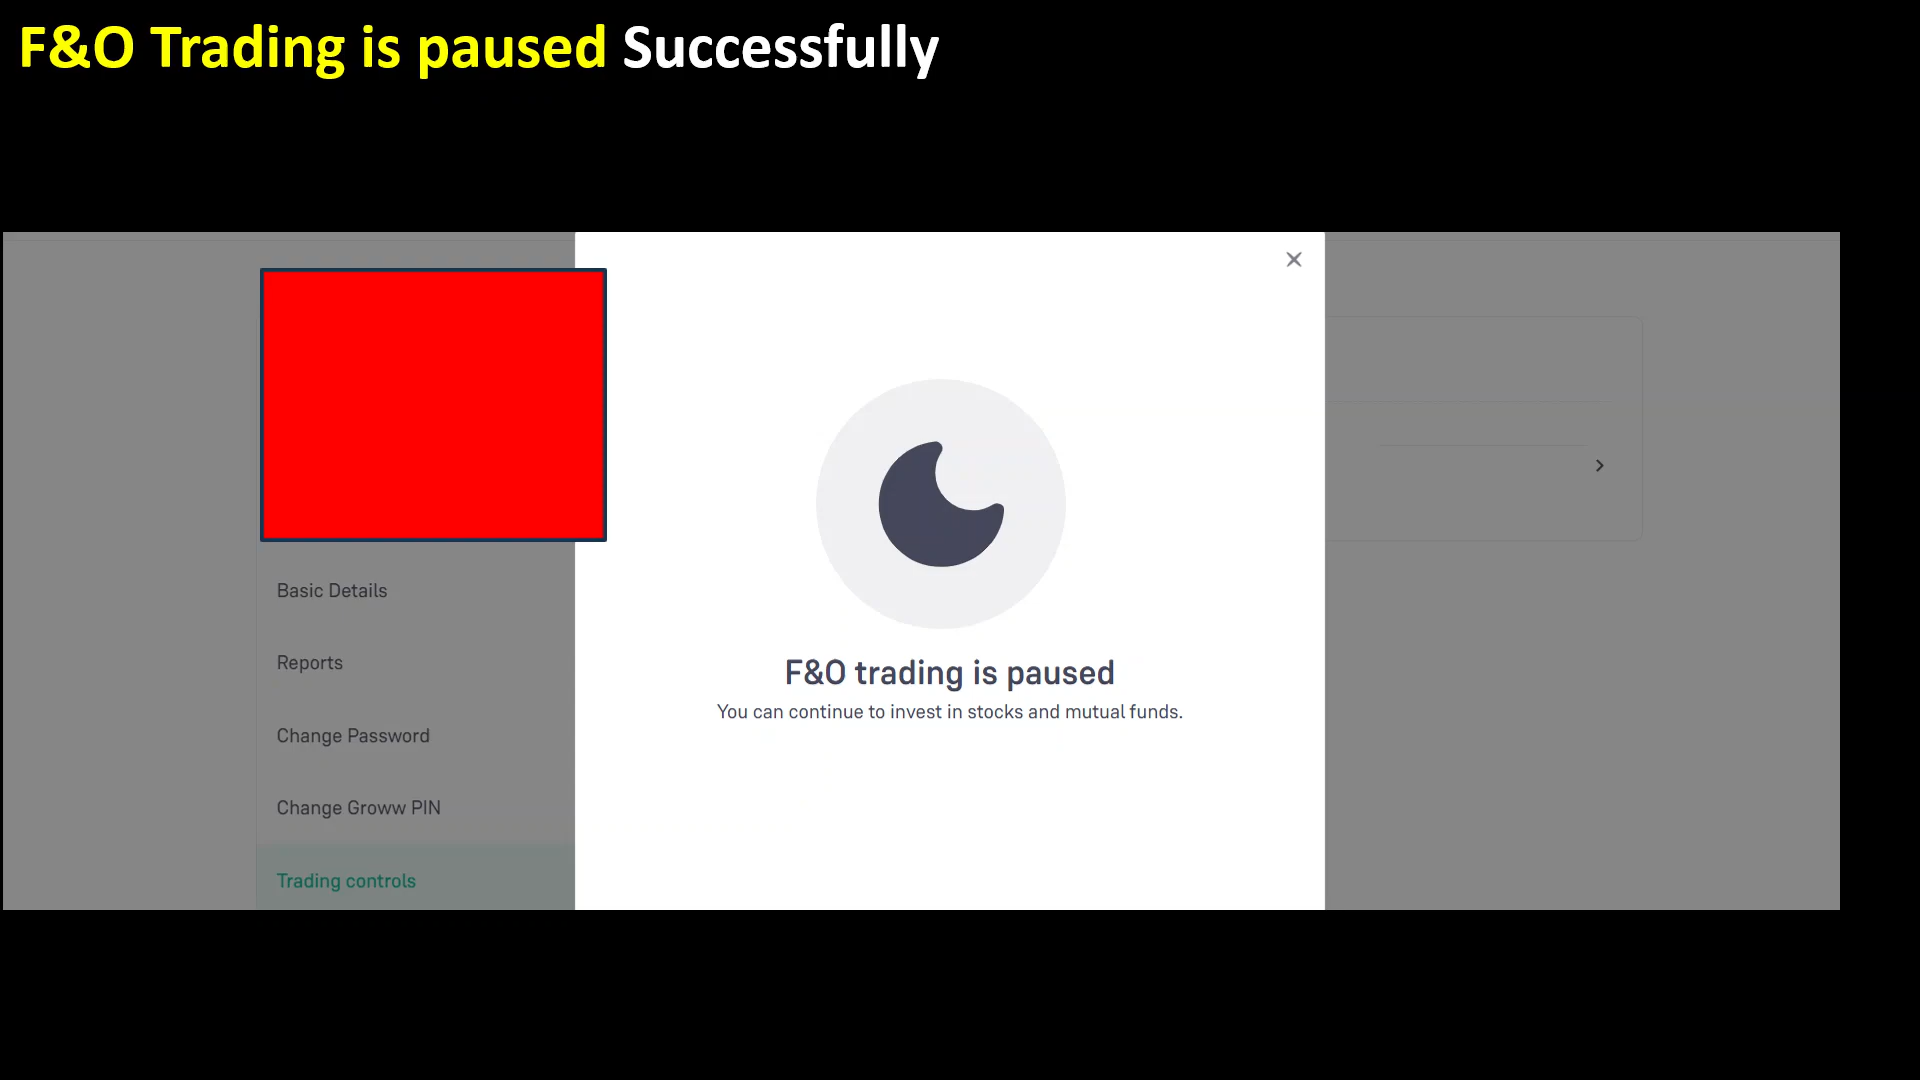 F&O Trading is paused Successfully
Basic Details
Reports
Change Password
Change Groww PIN
Trading controls
F&O trading is paused
You can continue to invest in stocks and mutual funds.